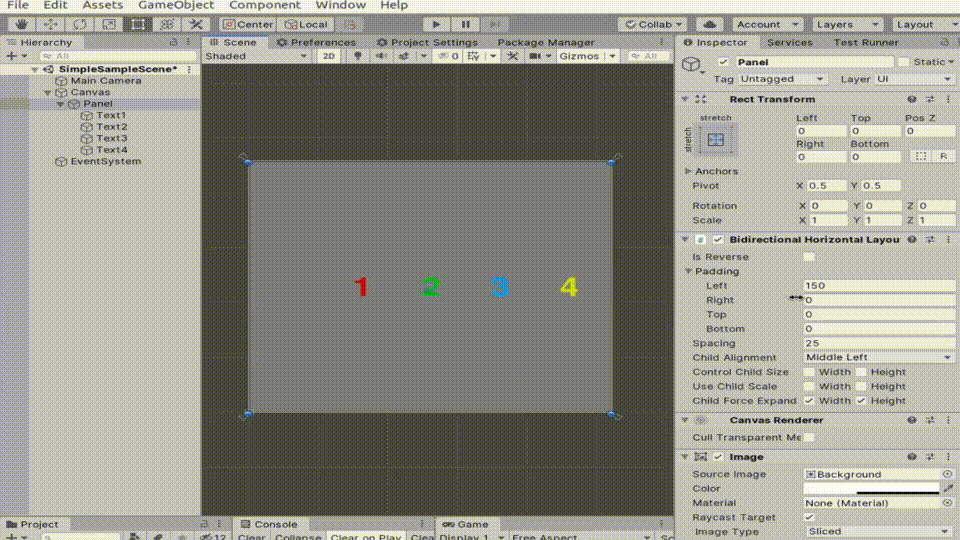 File Edit Assets GameObject Component Window Help
Center Local Collab Account Layers Layout
Hierarchy
All
SimpleSampleScene*
Main Camera
Canvas
Panel
Text1
Text2
Text3
Text4
EventSystem
Scene Preferences Project Settings Package Manager
Shaded 2D 0 Gizmos All
1 2 3 4
Project Console Game
12 Clear Collapse Clear on Play Clea Display 1 Free Aspect Sc
Inspector Services Test Runner
Panel Static
Tag Untagged Layer UI
Rect Transform
stretch Left Top Pos Z
stretch 0 0 0
Right Bottom
0 0 R
Anchors
Pivot X 0.5 Y 0.5
Rotation X 0 Y 0 Z 0
Scale X 1 Y 1 Z 1
# Bidirectional Horizontal Layou
Is Reverse
Padding
Left 150
Right 0
Top 0
Bottom 0
Spacing 25
Child Alignment Middle Left
Control Child Size Width Height
Use Child Scale Width Height
Child Force Expand Width Height
Canvas Renderer
Cull Transparent Me
Image
Source Image Background
Color
Material None (Material)
Raycast Target
Image Type Sliced